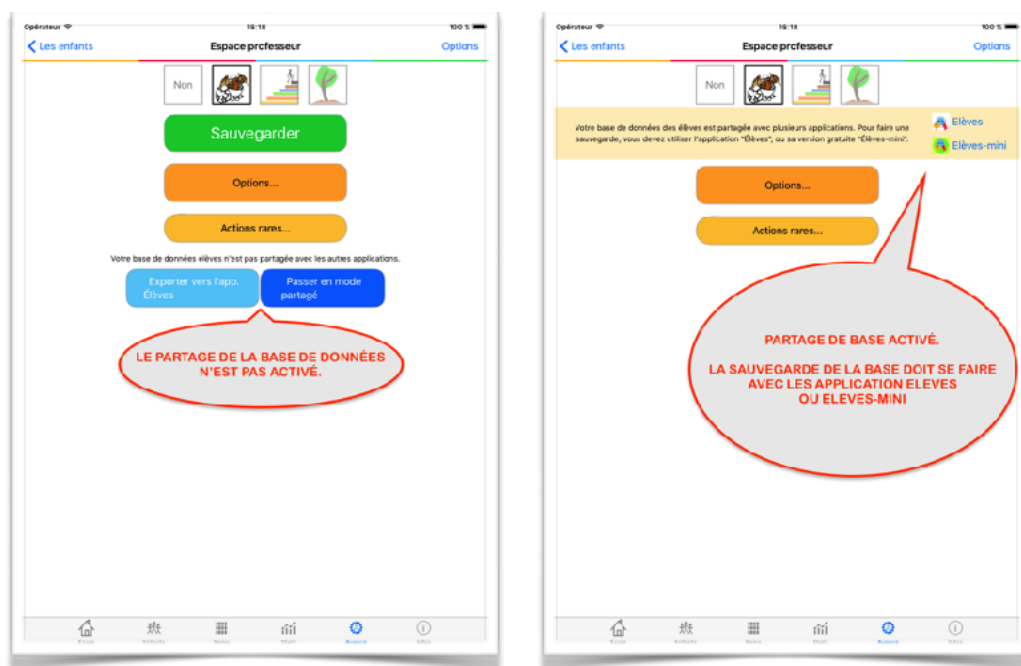 Opérateur
15:18
100 %
Les enfants
Espace professeur
Options
Non
Sauvegarder
Options...
Actions rares...
Votre base de données élèves n'est pas partagée avec les autres applications.
Exporter vers l'app.
Élèves
Passer en mode
partagé
LE PARTAGE DE LA BASE DE DONNÉES
N'EST PAS ACTIVÉ.
Opérateur
15:18
100 %
Les enfants
Espace professeur
Options
Non
Votre base de données des élèves est partagée avec plusieurs applications. Pour faire une
sauvegarde, vous devez utiliser l'application "Élèves", ou sa version gratuite "Élèves-mini".
Elèves
Elèves-mini
Options...
Actions rares...
PARTAGE DE BASE ACTIVÉ.
LA SAUVEGARDE DE LA BASE DOIT SE FAIRE
AVEC LES APPLICATION ELEVES
OU ELEVES-MINI